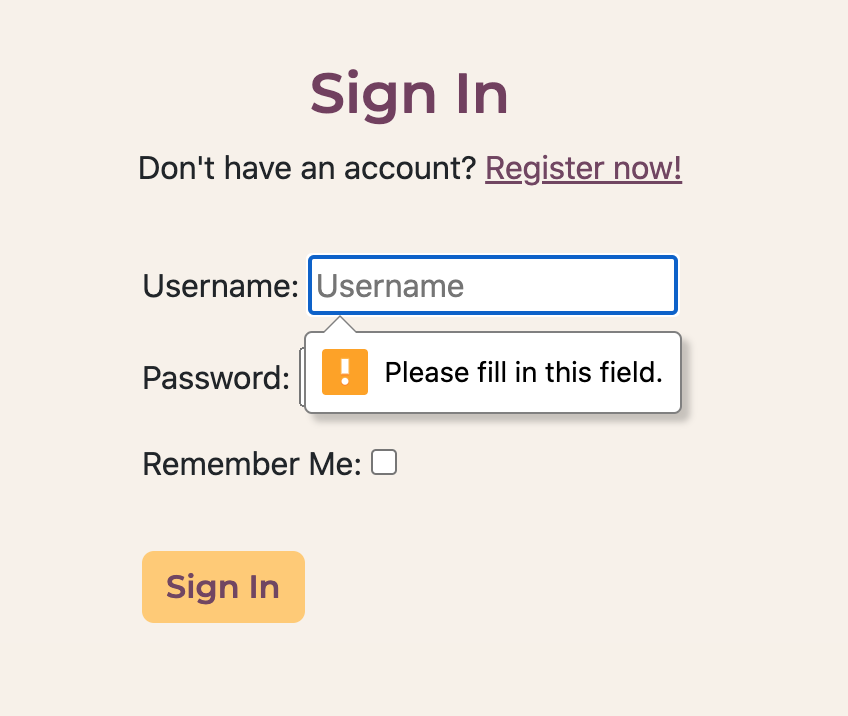 Sign In
Don't have an account? Register now!
Username: Username
Please fill in this field.
Password:
Remember Me:
Sign In